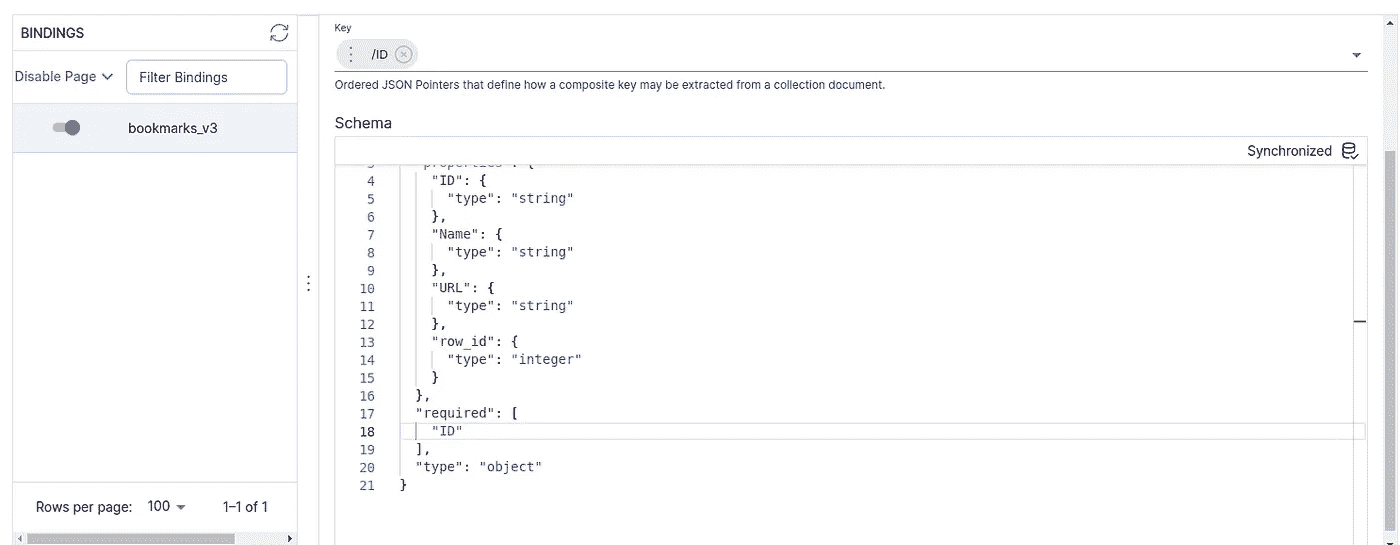 BINDINGS
Disable Page
Filter Bindings
bookmarks_v3
Rows per page: 100 1–1 of 1
Key
/ID
Ordered JSON Pointers that define how a composite key may be extracted from a collection document.
Schema
Synchronized
4 "ID": {
5 "type": "string"
6 },
7 "Name": {
8 "type": "string"
9 },
10 "URL": {
11 "type": "string"
12 },
13 "row_id": {
14 "type": "integer"
15 }
16 },
17 "required": [
18 "ID"
19 ],
20 "type": "object"
21 }